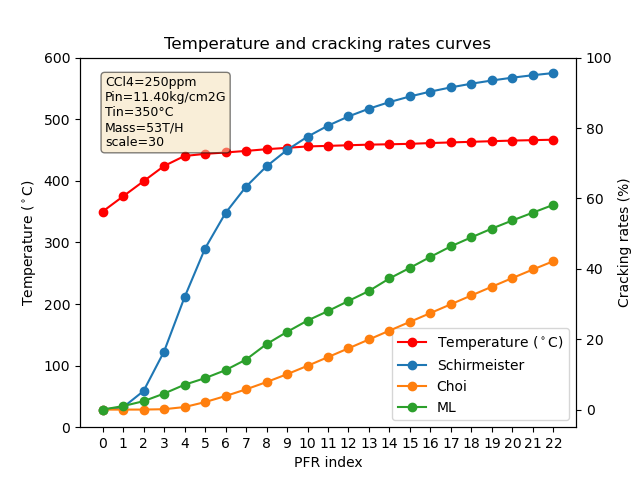 Temperature and cracking rates curves
600
500
400
300
200
100
0
Temperature (°C)
CCl4=250ppm
Pin=11.40kg/cm2G
Tin=350°C
Mass=53T/H
scale=30
100
80
60
40
20
0
Cracking rates (%)
Temperature (°C)
Schirmeister
Choi
ML
0 1 2 3 4 5 6 7 8 9 10 11 12 13 14 15 16 17 18 19 20 21 22
PFR index